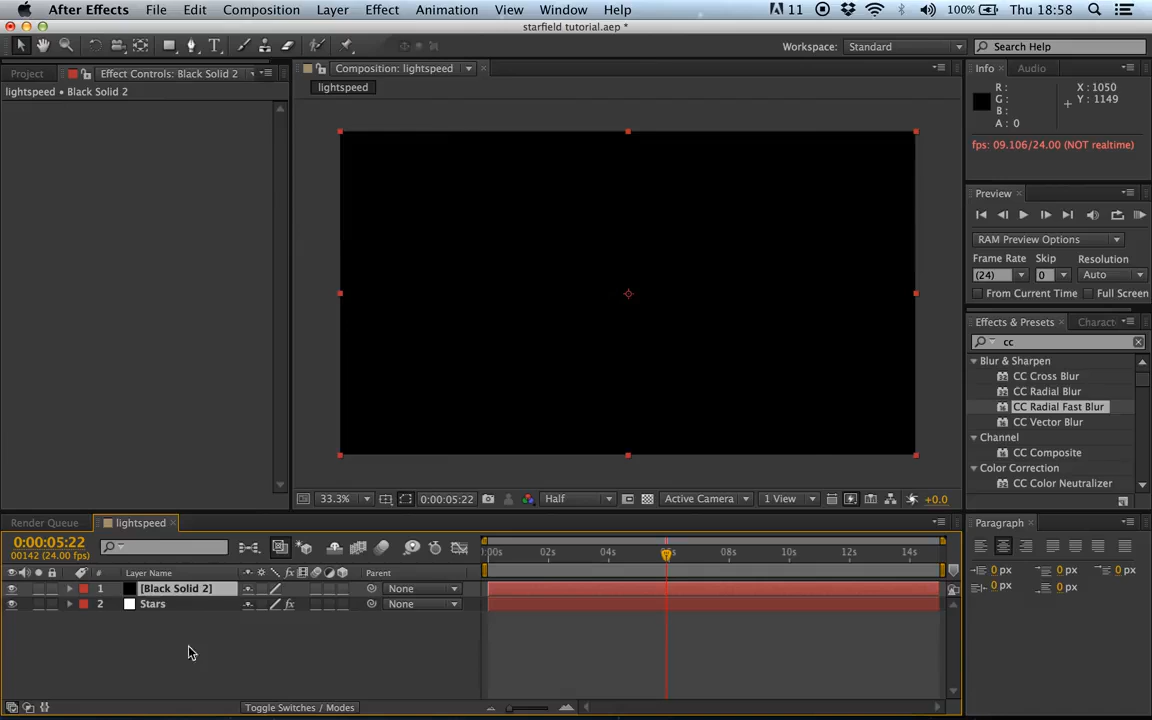 After Effects File Edit Composition Layer Effect Animation View Window Help 11 100% Thu 18:58
starfield tutorial.aep *
Workspace: Standard Search Help
Project Effect Controls: Black Solid 2 Composition: lightspeed Info Audio
lightspeed • Black Solid 2 lightspeed
R : X : 1050
G : Y : 1149
B :
A : 0
fps: 09.106/24.00 (NOT realtime)
Preview
RAM Preview Options
Frame Rate Skip Resolution
(24) 0 Auto
From Current Time Full Screen
Effects & Presets Charact
cc
Blur & Sharpen
CC Cross Blur
CC Radial Blur
CC Radial Fast Blur
CC Vector Blur
Channel
CC Composite
Color Correction
CC Color Neutralizer
33.3% 0:00:05:22 Half Active Camera 1 View +0.0
Render Queue lightspeed Paragraph
0:00:05:22
00142 (24.00 fps)
:00s 02s 04s 06s 08s 10s 12s 14s
# Layer Name fx Parent
1 [Black Solid 2] None
2 Stars fx None
0 px 0 px 0 px
0 px 0 px
Toggle Switches / Modes